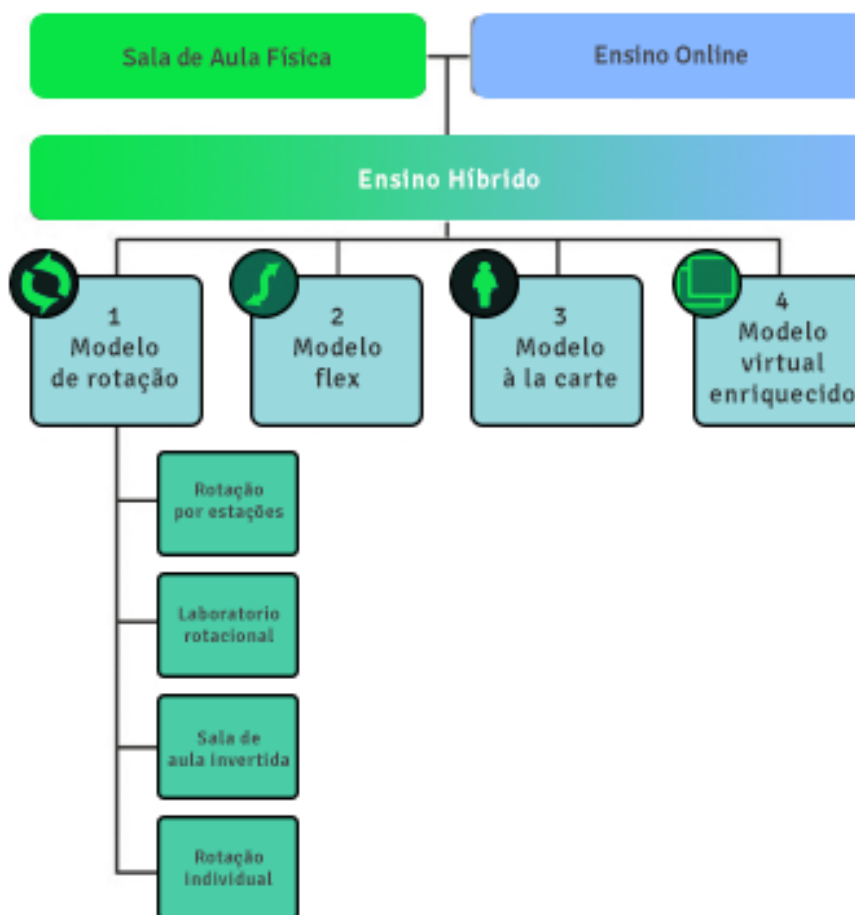 Sala de Aula Física
Ensino Online
Ensino Híbrido
1
Modelo
de rotação
2
Modelo
flex
3
Modelo
à la carte
4
Modelo
virtual
enriquecido
Rotação
por estações
Laboratorio
rotacional
Sala de
aula invertida
Rotação
individual